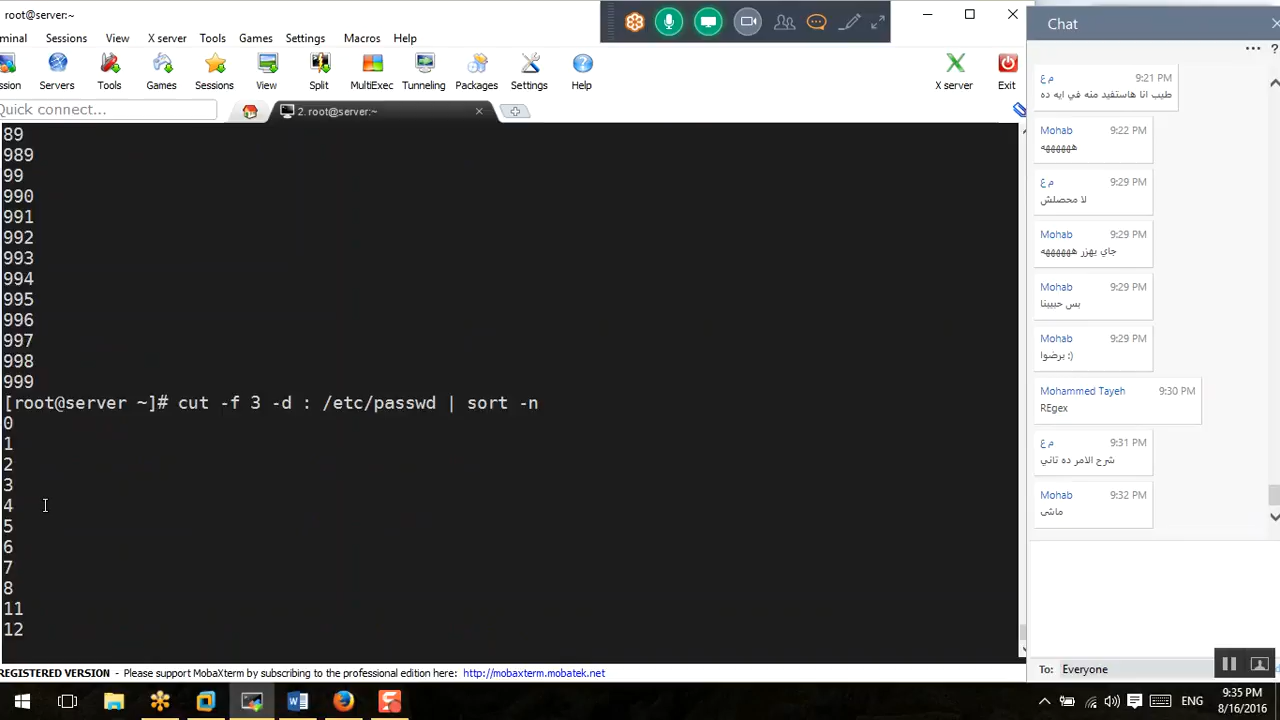 root@server:~
minal Sessions View X server Tools Games Settings Macros Help
sion Servers Tools Games Sessions View Split MultiExec Tunneling Packages Settings Help X server Exit
Quick connect...
2. root@server:~
89
989
99
990
991
992
993
994
995
996
997
998
999
[root@server ~]# cut -f 3 -d : /etc/passwd | sort -n
0
1
2
3
4
5
6
7
8
11
12
REGISTERED VERSION - Please support MobaXterm by subscribing to the professional edition here: http://mobaxterm.mobatek.net
Chat
م ع 9:21 PM
طيب انا هاستفيد منه في ايه ده
Mohab 9:22 PM
هههههههه
م ع 9:29 PM
لا محصلش
Mohab 9:29 PM
جاي يهزر ههههههه
Mohab 9:29 PM
بس حبيبنا
Mohab 9:29 PM
برضوا :)
Mohammed Tayeh 9:30 PM
REgex
م ع 9:31 PM
شرح الامر ده تاني
Mohab 9:32 PM
ماشى
To: Everyone
ENG
9:35 PM
8/16/2016